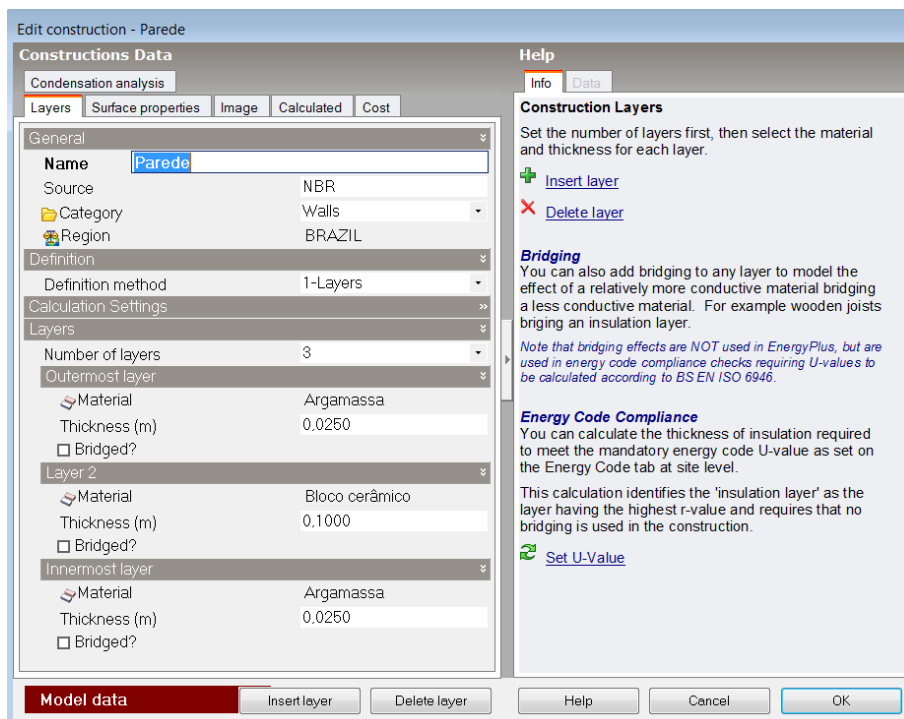 Edit construction - Parede
Constructions Data
Condensation analysis
Layers Surface properties Image Calculated Cost
General
Name Parede
Source NBR
Category Walls
Region BRAZIL
Definition
Definition method 1-Layers
Calculation Settings
Layers
Number of layers 3
Outermost layer
Material Argamassa
Thickness (m) 0,0250
Bridged?
Layer 2
Material Bloco cerâmico
Thickness (m) 0,1000
Bridged?
Innermost layer
Material Argamassa
Thickness (m) 0,0250
Bridged?
Model data Insert layer Delete layer
Help
Info Data
Construction Layers
Set the number of layers first, then select the material
and thickness for each layer.
Insert layer
Delete layer
Bridging
You can also add bridging to any layer to model the
effect of a relatively more conductive material bridging
a less conductive material. For example wooden joists
briging an insulation layer.
Note that bridging effects are NOT used in EnergyPlus, but are
used in energy code compliance checks requiring U-values to
be calculated according to BS EN ISO 6946.
Energy Code Compliance
You can calculate the thickness of insulation required
to meet the mandatory energy code U-value as set on
the Energy Code tab at site level.
This calculation identifies the 'insulation layer' as the
layer having the highest r-value and requires that no
bridging is used in the construction.
Set U-Value
Help Cancel OK